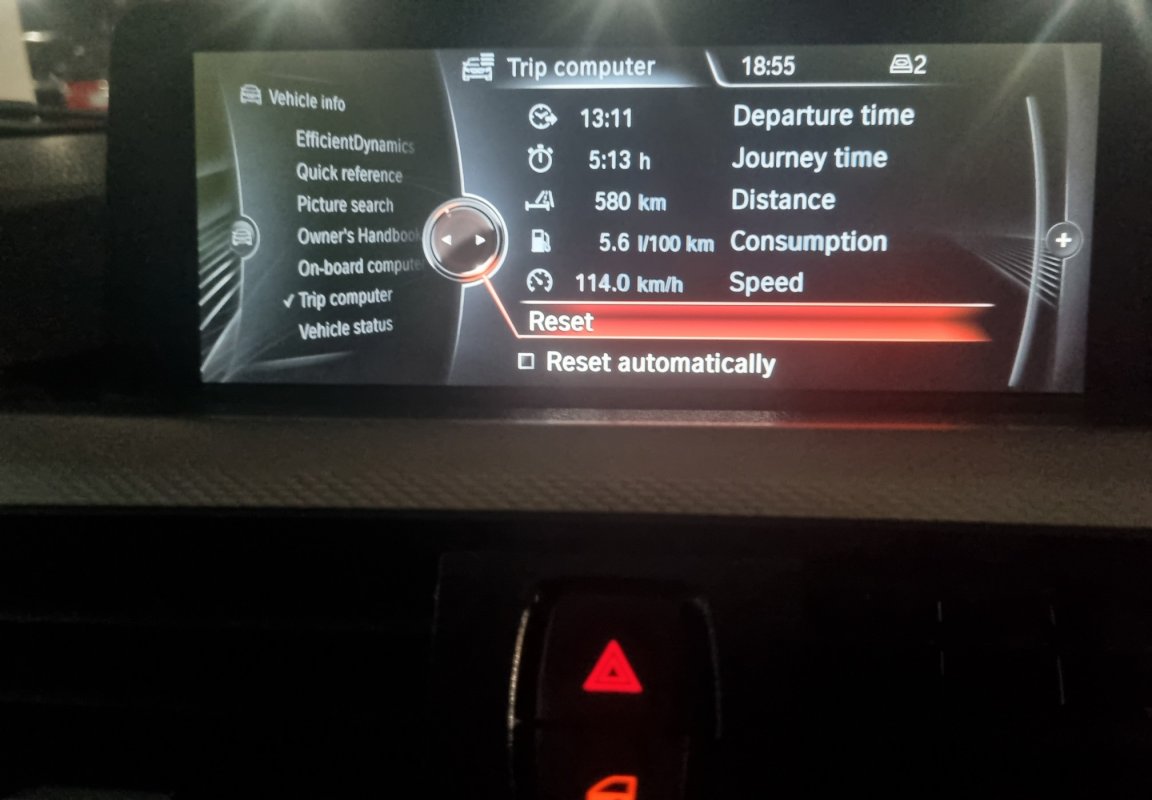 Trip computer
18:55
2
Vehicle info
EfficientDynamics
Quick reference
Picture search
Owner's Handbook
On-board compute
Trip computer
Vehicle status
13:11 Departure time
5:13 h Journey time
580 km Distance
5.6 l/100 km Consumption
114.0 km/h Speed
Reset
Reset automatically